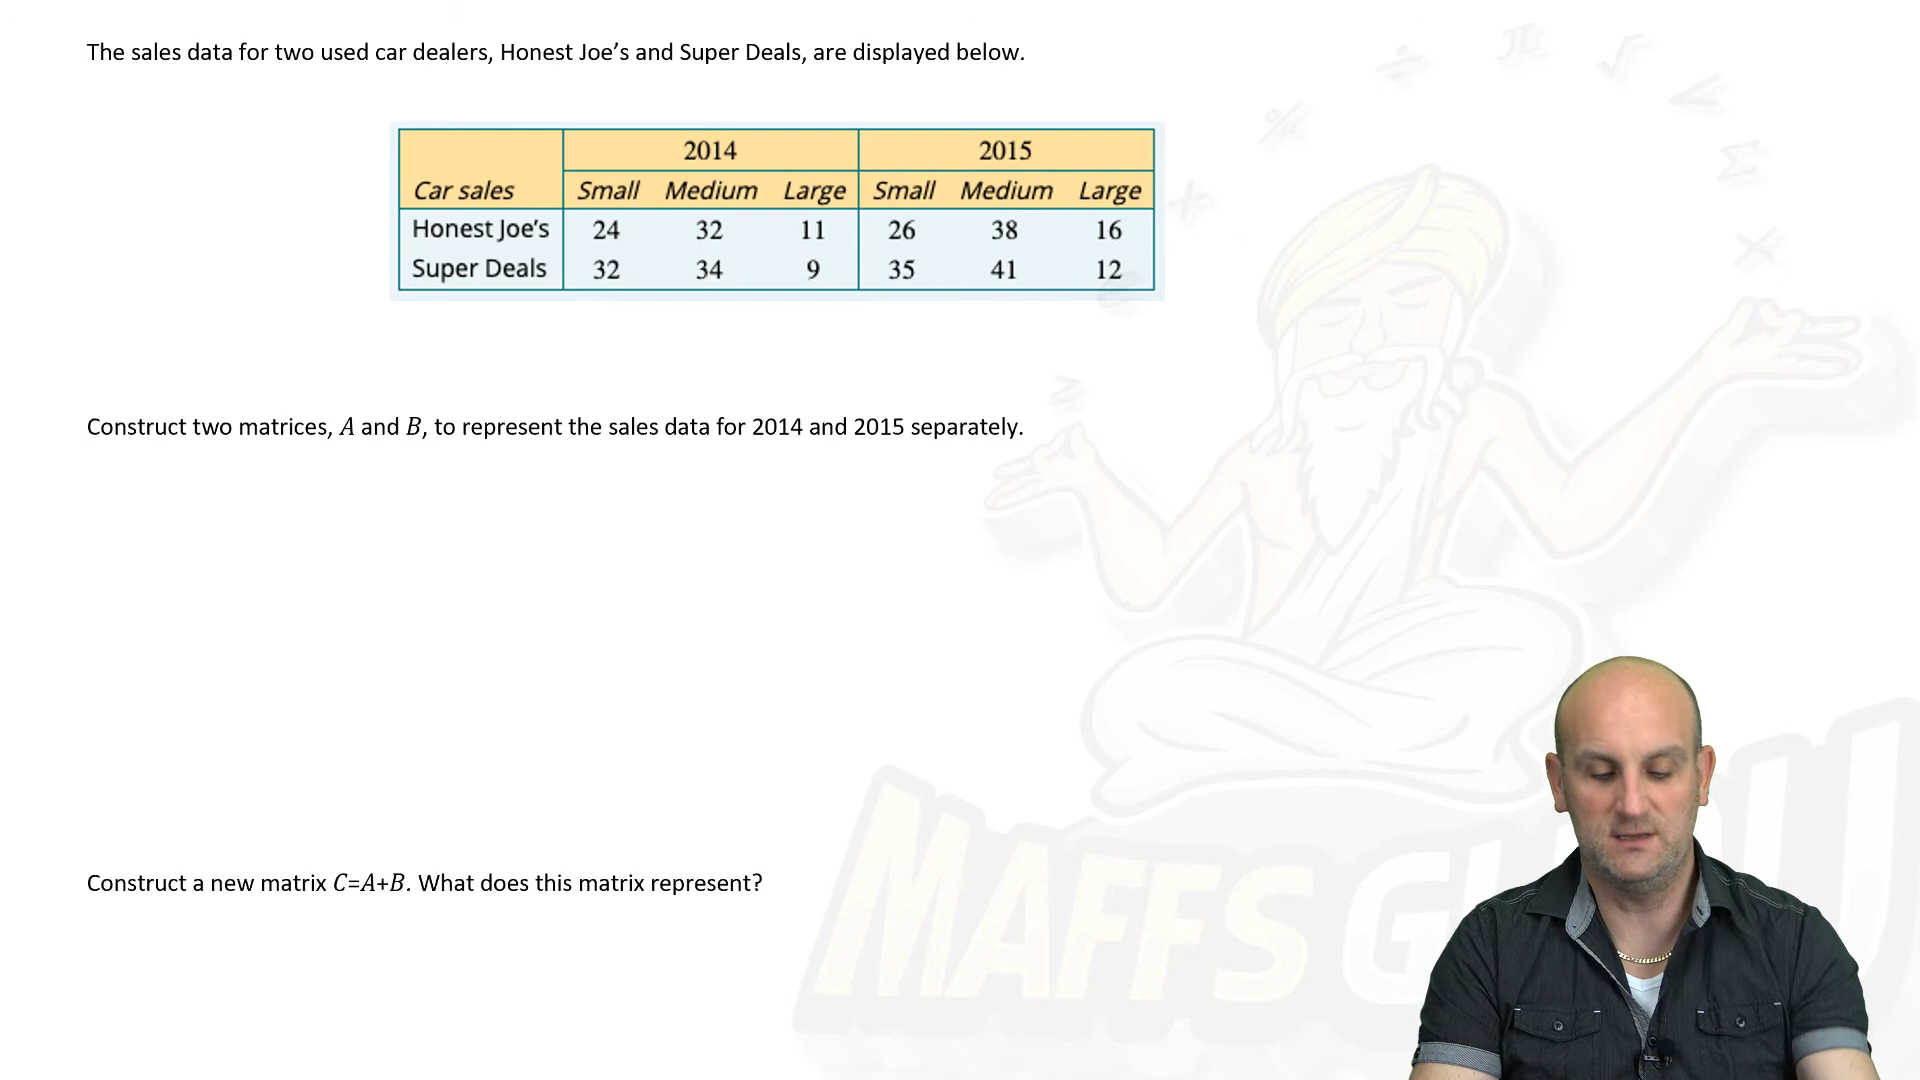 The sales data for two used car dealers, Honest Joe’s and Super Deals, are displayed below.
2014 2015
Car sales Small Medium Large Small Medium Large
Honest Joe’s 24 32 11 26 38 16
Super Deals 32 34 9 35 41 12
Construct two matrices, A and B, to represent the sales data for 2014 and 2015 separately.
Construct a new matrix C=A+B. What does this matrix represent?
MAFFS G U